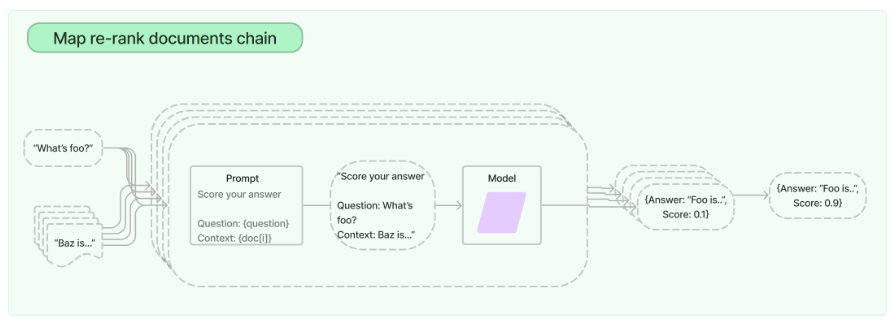 Map re-rank documents chain
"What's foo?"
"Baz is..."
Prompt
Score your answer
Question: {question}
Context: {doc[i]}
"Score your answer
Question: What's
foo?
Context: Baz is..."
Model
{Answer: "Foo is..",
Score: 0.1}
{Answer: "Foo is..",
Score: 0.9}